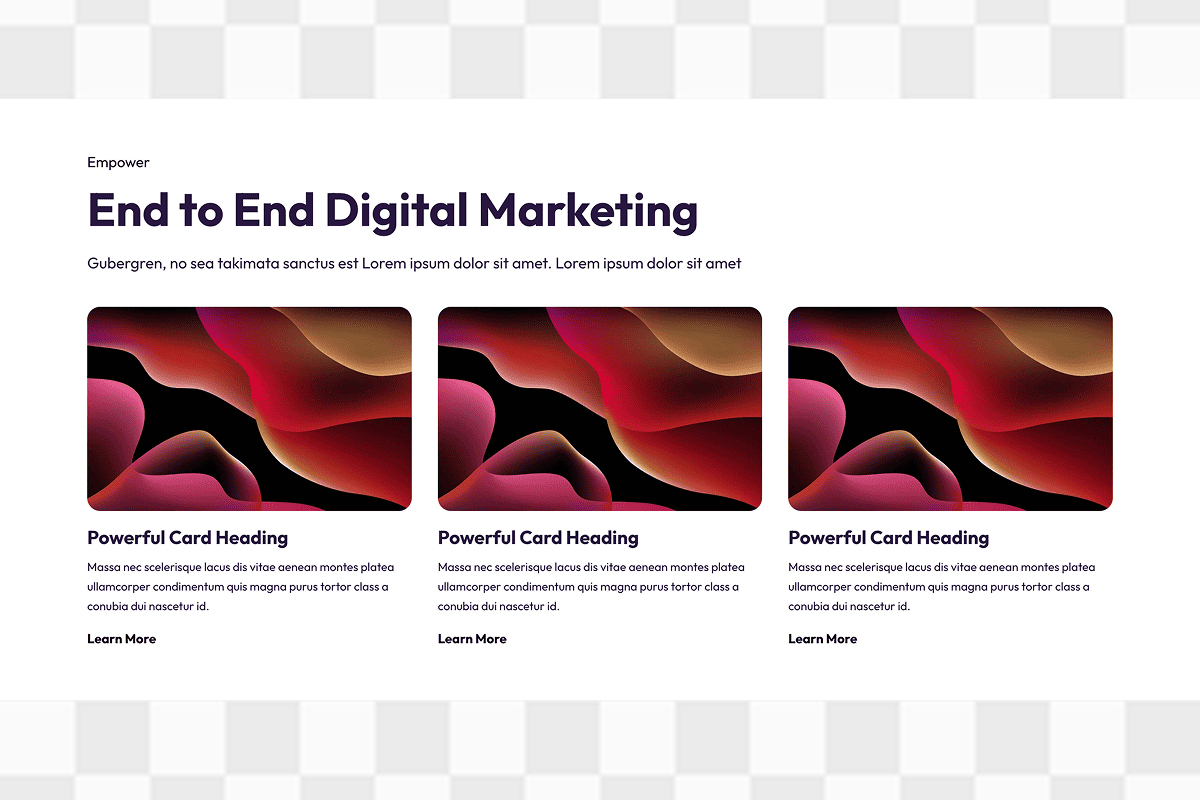 Empower
End to End Digital Marketing
Gubergren, no sea takimata sanctus est Lorem ipsum dolor sit amet. Lorem ipsum dolor sit amet
Powerful Card Heading
Massa nec scelerisque lacus dis vitae aenean montes platea
ullamcorper condimentum quis magna purus tortor class a
conubia dui nascetur id.
Learn More
Powerful Card Heading
Massa nec scelerisque lacus dis vitae aenean montes platea
ullamcorper condimentum quis magna purus tortor class a
conubia dui nascetur id.
Learn More
Powerful Card Heading
Massa nec scelerisque lacus dis vitae aenean montes platea
ullamcorper condimentum quis magna purus tortor class a
conubia dui nascetur id.
Learn More